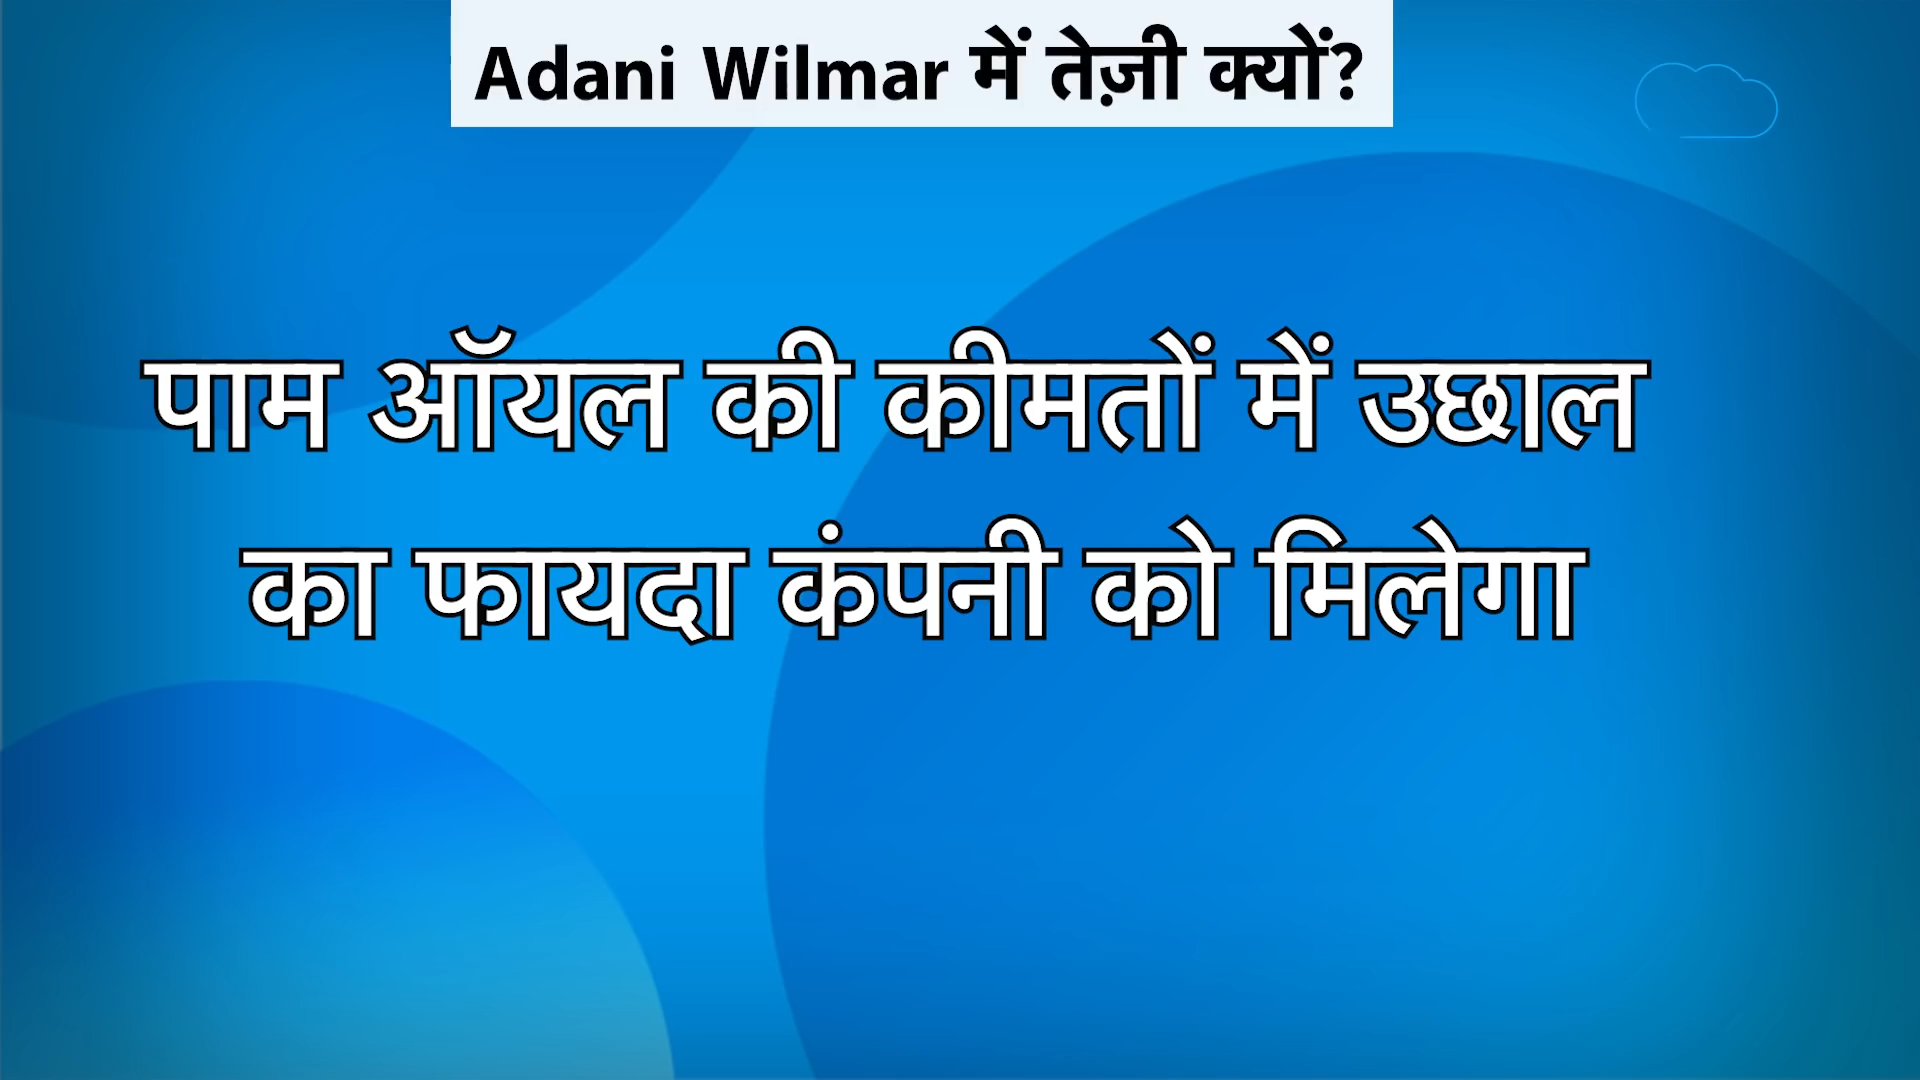 Adani Wilmar में तेज़ी क्यों?
पाम ऑयल की कीमतों में उछाल
का फायदा कंपनी को मिलेगा